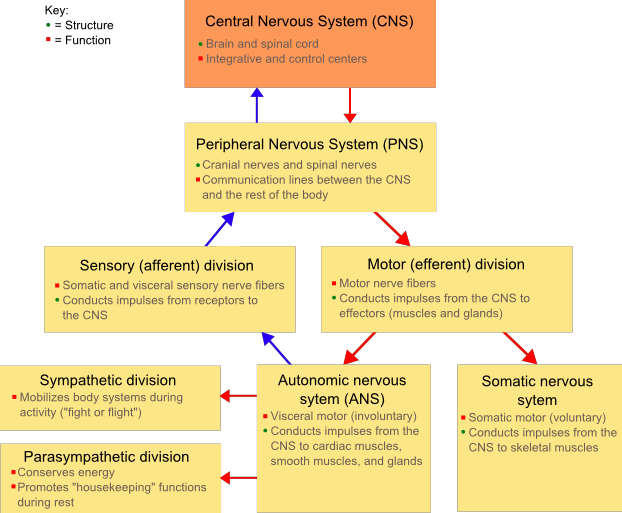 Key:
= Structure
= Function
Central Nervous System (CNS)
Brain and spinal cord
Integrative and control centers
Peripheral Nervous System (PNS)
Cranial nerves and spinal nerves
Communication lines between the CNS
and the rest of the body
Sensory (afferent) division
Somatic and visceral sensory nerve fibers
Conducts impulses from receptors to
the CNS
Motor (efferent) division
Motor nerve fibers
Conducts impulses from the CNS to
effectors (muscles and glands)
Sympathetic division
Mobilizes body systems during
activity ("fight or flight")
Parasympathetic division
Conserves energy
Promotes "housekeeping" functions
during rest
Autonomic nervous
sytem (ANS)
Visceral motor (involuntary)
Conducts impulses from the
CNS to cardiac muscles,
smooth muscles, and glands
Somatic nervous
sytem
Somatic motor (voluntary)
Conducts impulses from the
CNS to skeletal muscles